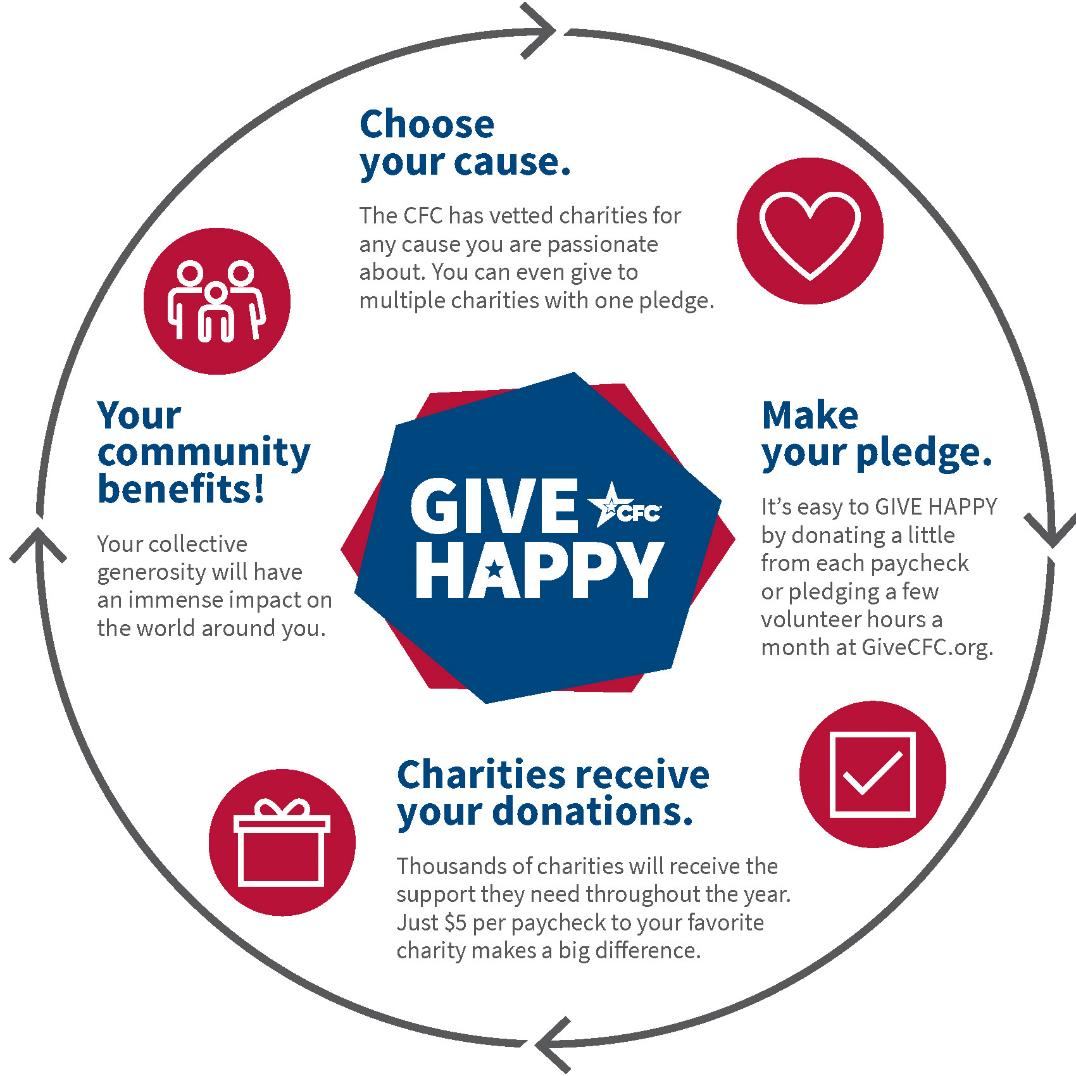 Choose
your cause.
The CFC has vetted charities for
any cause you are passionate
about. You can even give to
multiple charities with one pledge.
Make
your pledge.
It's easy to GIVE HAPPY
by donating a little
from each paycheck
or pledging a few
volunteer hours a
month at GiveCFC.org.
Charities receive
your donations.
Thousands of charities will receive the
support they need throughout the year.
Just $5 per paycheck to your favorite
charity makes a big difference.
Your
community
benefits!
Your collective
generosity will have
an immense impact on
the world around you.
GIVE CFC
HAPPY